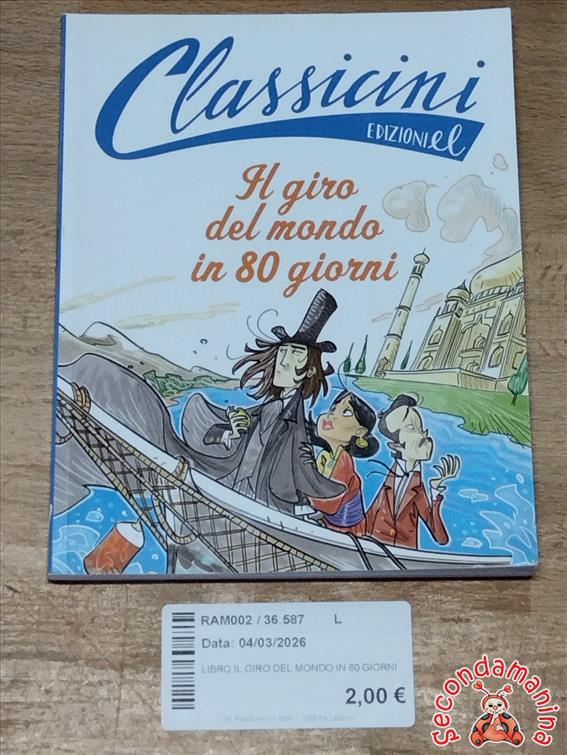 Classicini
EDIZIONI el
Il giro
del mondo
in 80 giorni
RAM002 / 36.587 L
Data: 04/03/2026
LIBRO IL GIRO DEL MONDO IN 80 GIORNI
2,00 €
secondamanina